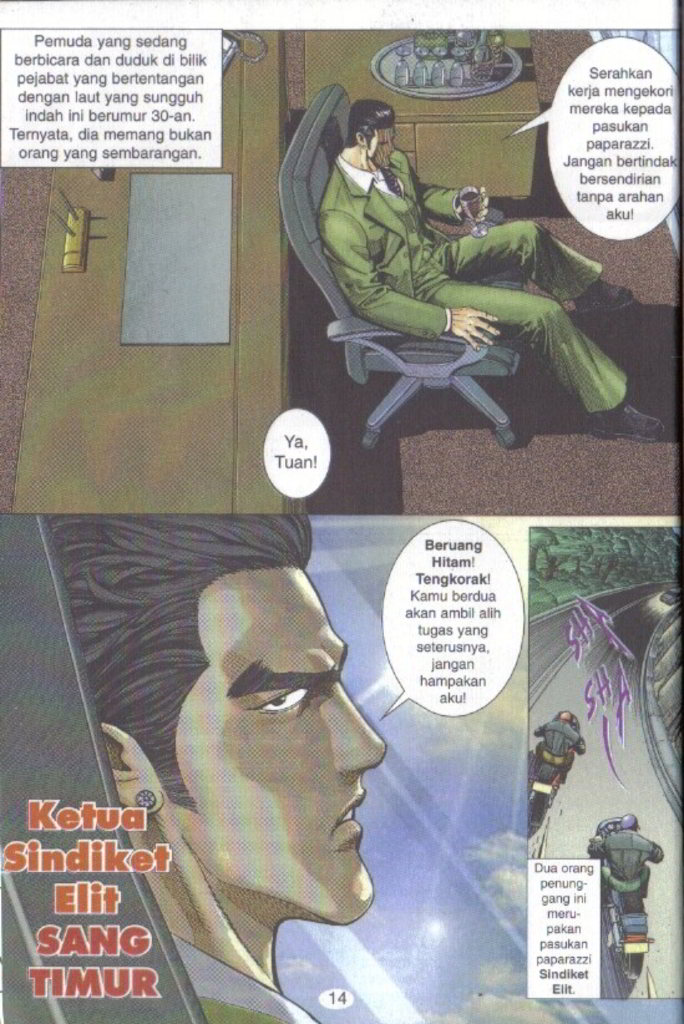 Pemuda yang sedang
berbicara dan duduk di bilik
pejabat yang bertentangan
dengan laut yang sungguh
indah ini berumur 30-an.
Ternyata, dia memang bukan
orang yang sembarangan.
Serahkan
kerja mengekori
mereka kepada
pasukan
paparazzi.
Jangan bertindak
bersendirian
tanpa arahan
aku!
Ya,
Tuan!
Beruang
Hitam!
Tengkorak!
Kamu berdua
akan ambil alih
tugas yang
seterusnya,
jangan
hampakan
aku!
SHA
SHA
Ketua
Sindiket
Elit
SANG
TIMUR
Dua orang
penung-
gang ini
meru-
pakan
pasukan
paparazzi
Sindiket
Elit.
14